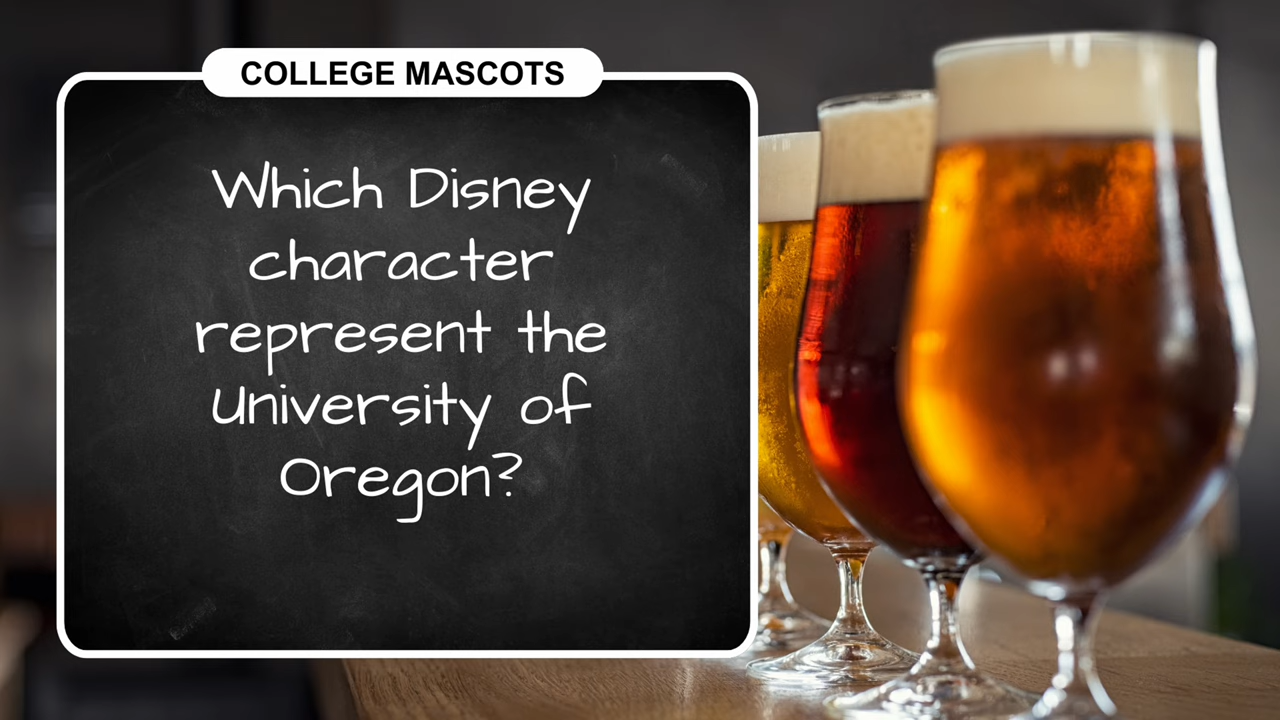 COLLEGE MASCOTS
Which Disney
character
represent the
University of
Oregon?